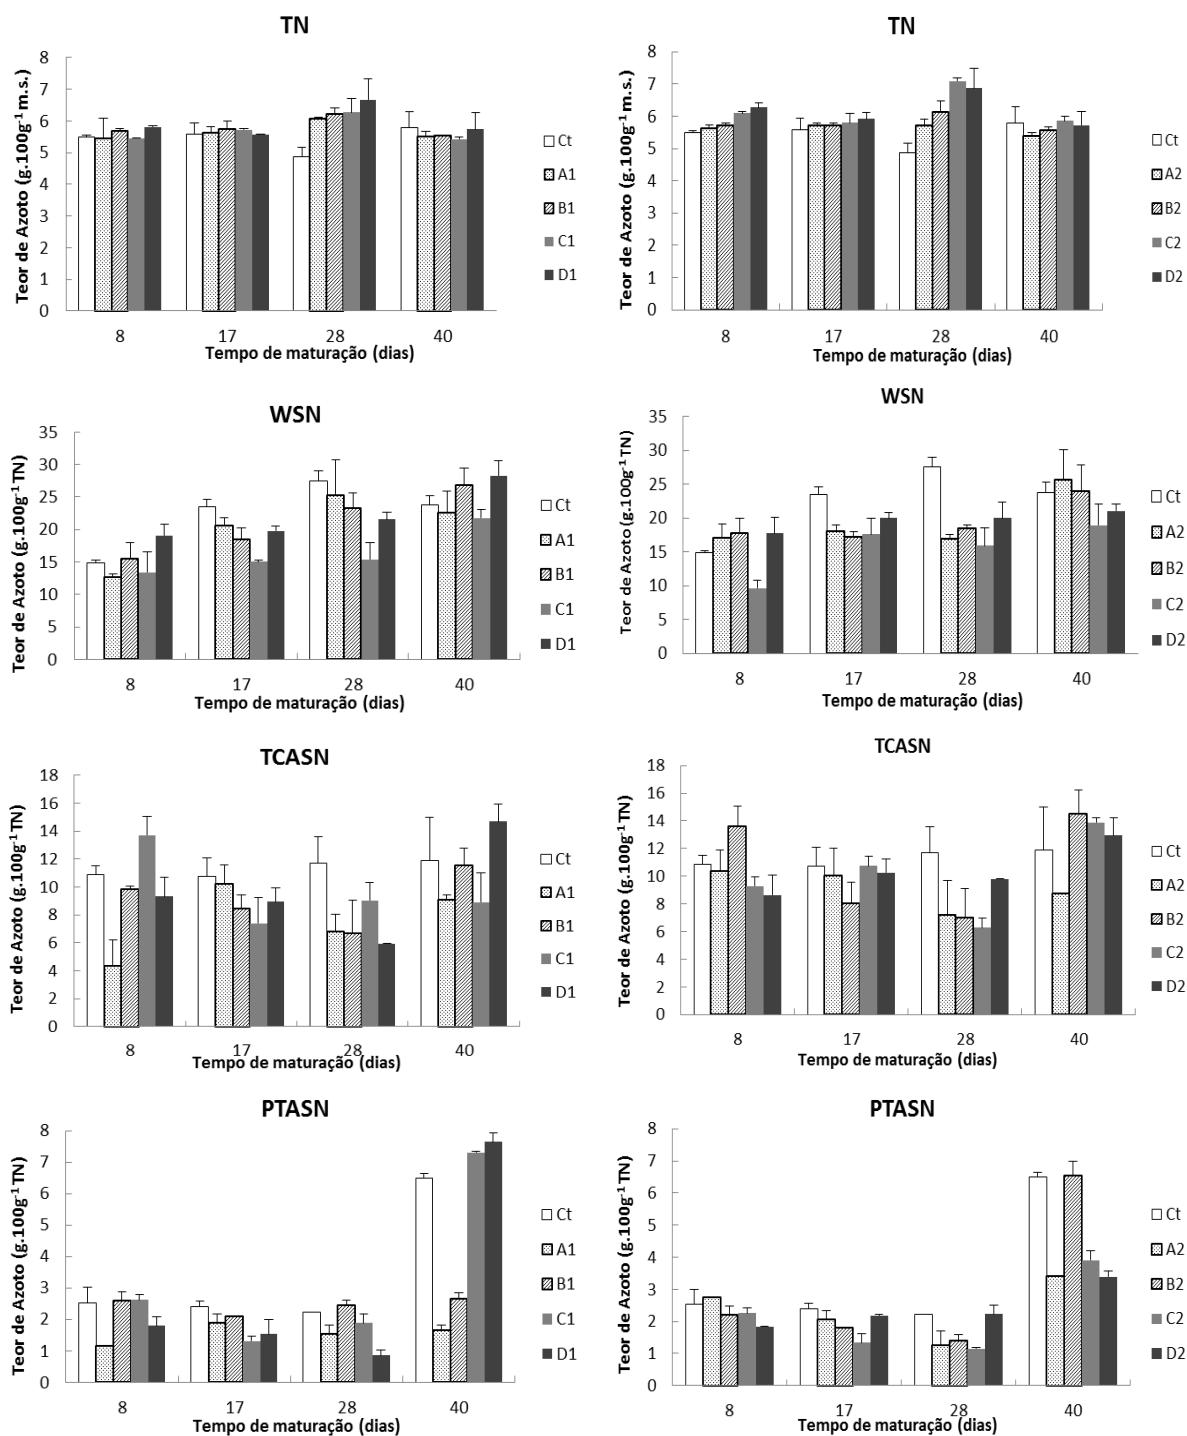 TN
Teor de Azoto (g.100g⁻¹ m.s.)
8
7
6
5
4
3
2
1
0
8 17 28 40
Tempo de maturação (dias)
Ct
A1
B1
C1
D1
TN
Teor de Azoto (g.100g⁻¹ m.s.)
8
7
6
5
4
3
2
1
0
8 17 28 40
Tempo de maturação (dias)
Ct
A2
B2
C2
D2
WSN
Teor de Azoto (g.100g⁻¹ TN)
35
30
25
20
15
10
5
0
8 17 28 40
Tempo de maturação (dias)
Ct
A1
B1
C1
D1
WSN
Teor de Azoto (g.100g⁻¹ TN)
35
30
25
20
15
10
5
0
8 17 28 40
Tempo de maturação (dias)
Ct
A2
B2
C2
D2
TCASN
Teor de Azoto (g.100g⁻¹ TN)
18
16
14
12
10
8
6
4
2
0
8 17 28 40
Tempo de maturação (dias)
Ct
A1
B1
C1
D1
TCASN
Teor de Azoto (g.100g⁻¹ TN)
18
16
14
12
10
8
6
4
2
0
8 17 28 40
Tempo de maturação (dias)
Ct
A2
B2
C2
D2
PTASN
Teor de Azoto (g.100g⁻¹ TN)
8
7
6
5
4
3
2
1
0
8 17 28 40
Tempo de maturação (dias)
Ct
A1
B1
C1
D1
PTASN
Teor de Azoto (g.100g⁻¹ TN)
8
7
6
5
4
3
2
1
0
8 17 28 40
Tempo de maturação (dias)
Ct
A2
B2
C2
D2